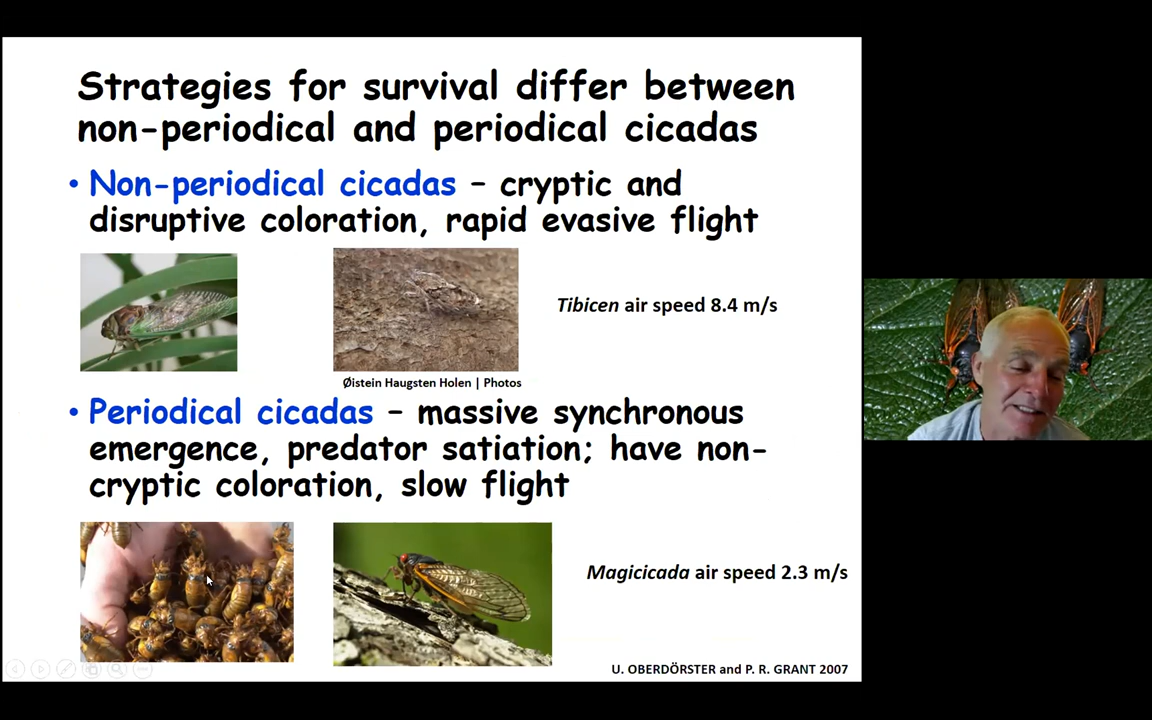 Strategies for survival differ between
non-periodical and periodical cicadas
• Non-periodical cicadas – cryptic and
disruptive coloration, rapid evasive flight
Tibicen air speed 8.4 m/s
Øistein Haugsten Holen | Photos
• Periodical cicadas – massive synchronous
emergence, predator satiation; have non-
cryptic coloration, slow flight
Magicicada air speed 2.3 m/s
U. OBERDÖRSTER and P. R. GRANT 2007